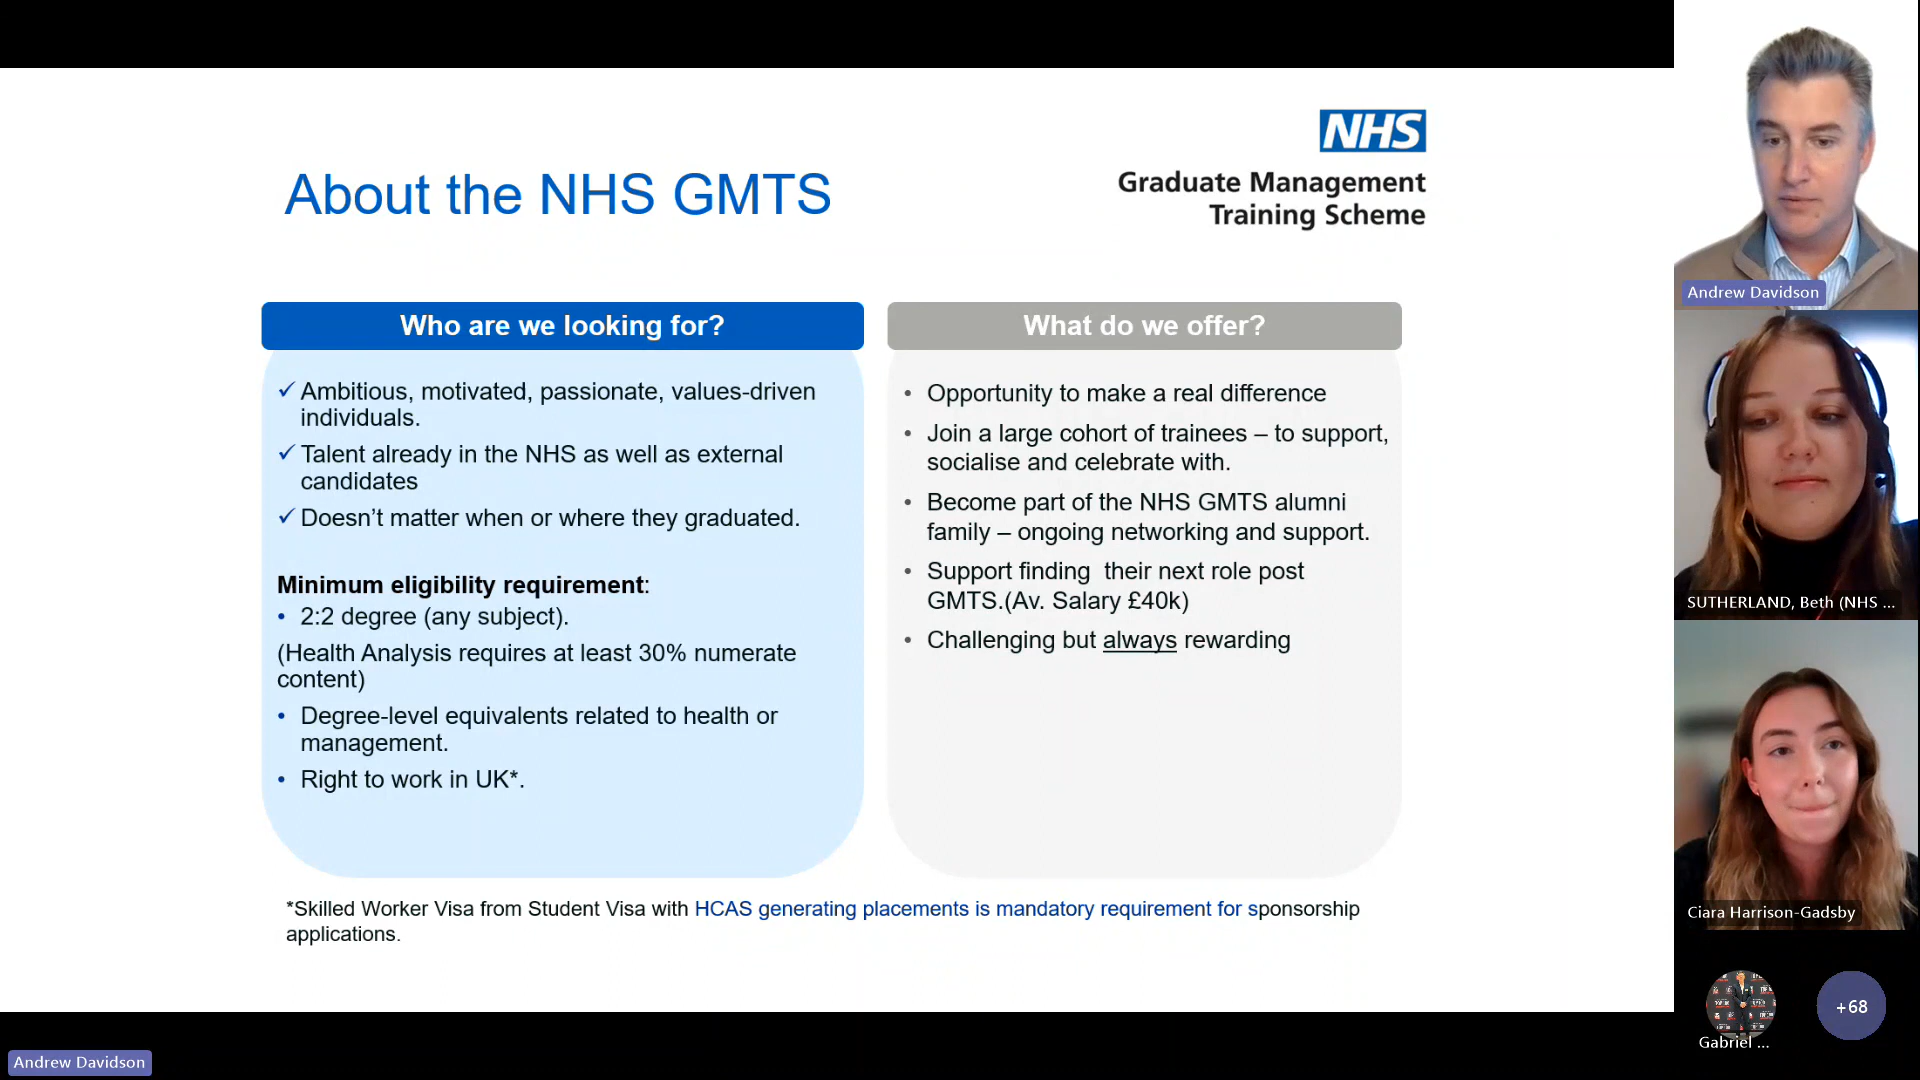 NHS
Graduate Management
Training Scheme
About the NHS GMTS
Who are we looking for?
Ambitious, motivated, passionate, values-driven
individuals.
Talent already in the NHS as well as external
candidates
Doesn't matter when or where they graduated.
Minimum eligibility requirement:
2:2 degree (any subject).
(Health Analysis requires at least 30% numerate
content)
Degree-level equivalents related to health or
management.
Right to work in UK*.
What do we offer?
Opportunity to make a real difference
Join a large cohort of trainees – to support,
socialise and celebrate with.
Become part of the NHS GMTS alumni
family – ongoing networking and support.
Support finding  their next role post
GMTS.(Av. Salary £40k)
Challenging but always rewarding
*Skilled Worker Visa from Student Visa with HCAS generating placements is mandatory requirement for sponsorship
applications.
Andrew Davidson
SUTHERLAND, Beth (NHS ...
Ciara Harrison-Gadsby
Gabriel ...
+68
Andrew Davidson